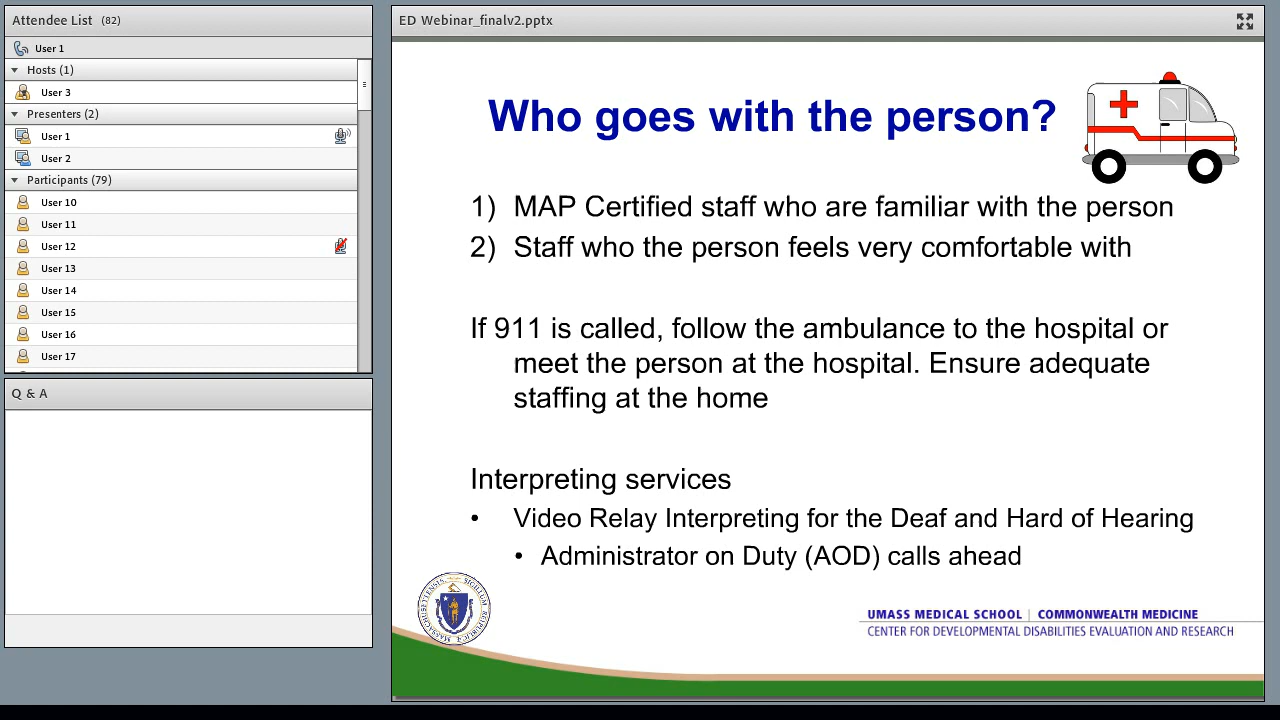 Attendee List (82)
User 1
Hosts (1)
User 3
Presenters (2)
User 1
User 2
Participants (79)
User 10
User 11
User 12
User 13
User 14
User 15
User 16
User 17
Q & A
ED Webinar_finalv2.pptx
Who goes with the person?
1) MAP Certified staff who are familiar with the person
2) Staff who the person feels very comfortable with
If 911 is called, follow the ambulance to the hospital or
meet the person at the hospital. Ensure adequate
staffing at the home
Interpreting services
• Video Relay Interpreting for the Deaf and Hard of Hearing
• Administrator on Duty (AOD) calls ahead
UMASS MEDICAL SCHOOL | COMMONWEALTH MEDICINE
CENTER FOR DEVELOPMENTAL DISABILITIES EVALUATION AND RESEARCH